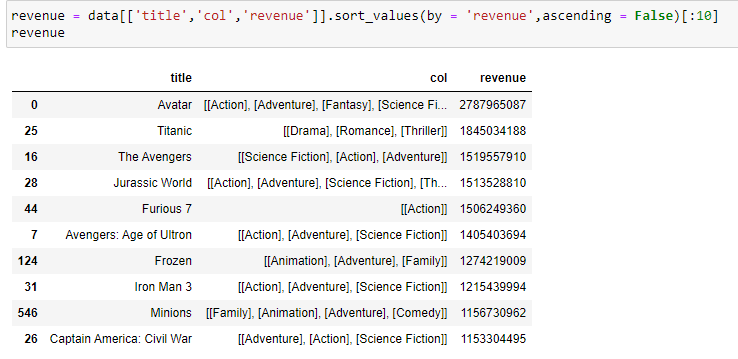 revenue = data[['title','col','revenue']].sort_values(by = 'revenue',ascending = False)[:10]
revenue
title col revenue
0 Avatar [[Action], [Adventure], [Fantasy], [Science Fi... 2787965087
25 Titanic [[Drama], [Romance], [Thriller]] 1845034188
16 The Avengers [[Science Fiction], [Action], [Adventure]] 1519557910
28 Jurassic World [[Action], [Adventure], [Science Fiction], [Th... 1513528810
44 Furious 7 [[Action]] 1506249360
7 Avengers: Age of Ultron [[Action], [Adventure], [Science Fiction]] 1405403694
124 Frozen [[Animation], [Adventure], [Family]] 1274219009
31 Iron Man 3 [[Action], [Adventure], [Science Fiction]] 1215439994
546 Minions [[Family], [Animation], [Adventure], [Comedy]] 1156730962
26 Captain America: Civil War [[Adventure], [Action], [Science Fiction]] 1153304495